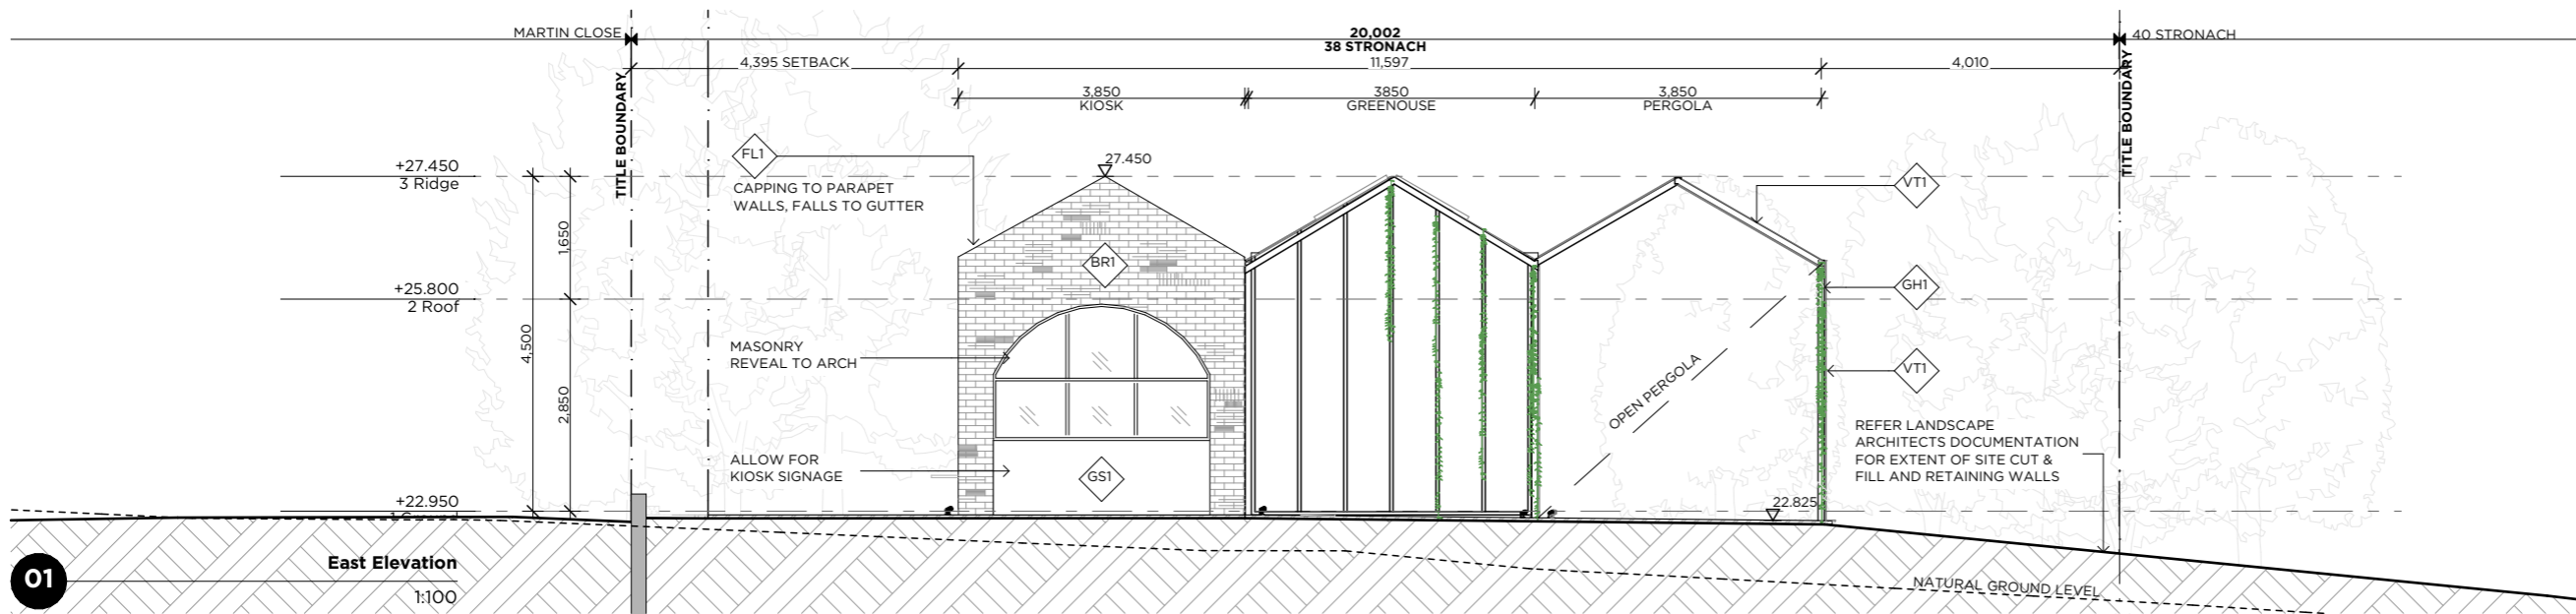 MARTIN CLOSE
20,002
38 STRONACH
40 STRONACH
4,395 SETBACK
11,597
4,010
3,850
KIOSK
3850
GREENOUSE
3,850
PERGOLA
TITLE BOUNDARY
TITLE BOUNDARY
FL1
CAPPING TO PARAPET
WALLS, FALLS TO GUTTER
27.450
VT1
+27.450
3 Ridge
1,650
BR1
GH1
+25.800
2 Roof
4,500
MASONRY
REVEAL TO ARCH
OPEN PERGOLA
VT1
2,850
REFER LANDSCAPE
ARCHITECTS DOCUMENTATION
FOR EXTENT OF SITE CUT &
FILL AND RETAINING WALLS
ALLOW FOR
KIOSK SIGNAGE
GS1
+22.950
22.825
01
East Elevation
1:100
NATURAL GROUND LEVEL